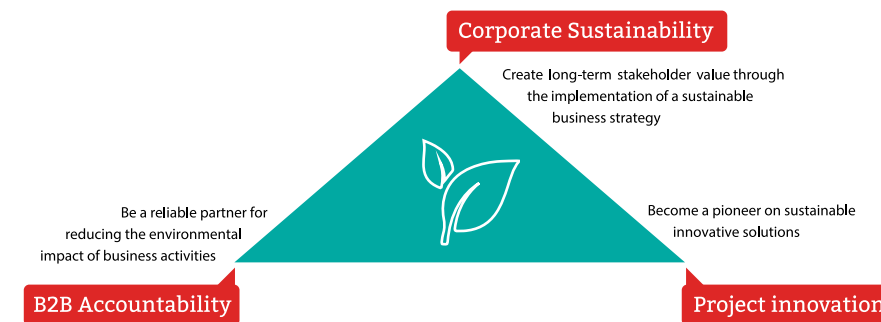 Corporate Sustainability
Create long-term stakeholder value through
the implementation of a sustainable
business strategy
Be a reliable partner for
reducing the environmental
impact of business activities
Become a pioneer on sustainable
innovative solutions
B2B Accountability
Project innovation